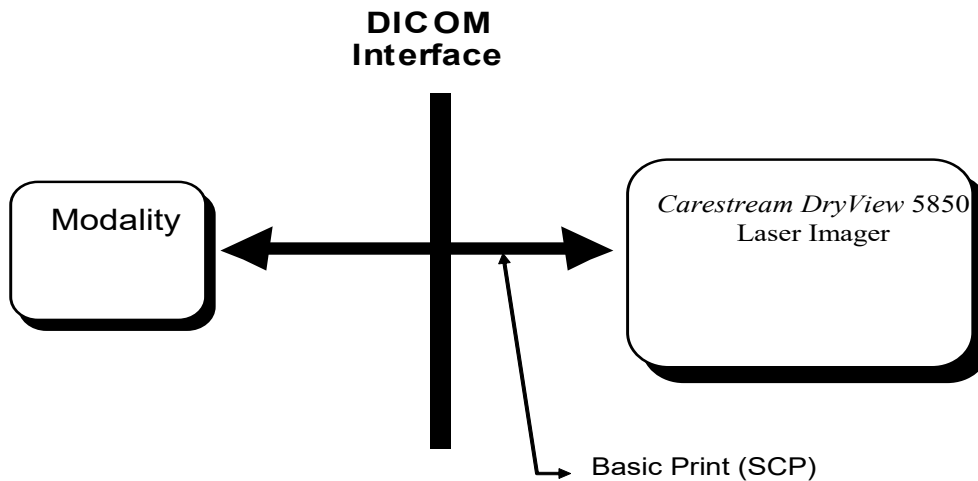 DICOM
Interface
Modality
Carestream DryView 5850
Laser Imager
Basic Print (SCP)